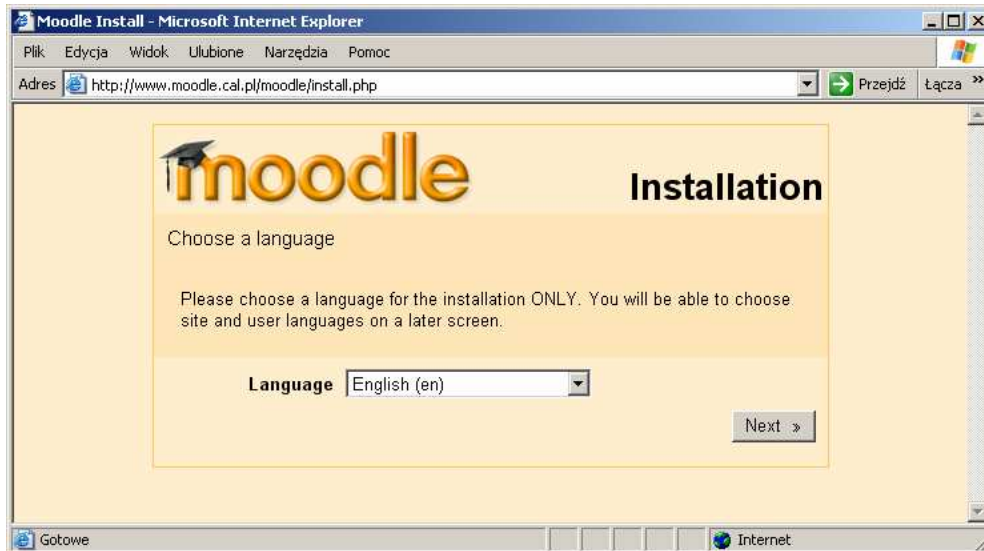 Moodle Install - Microsoft Internet Explorer
Plik Edycja Widok Ulubione Narzędzia Pomoc
Adres http://www.moodle.cal.pl/moodle/install.php Przejdź Łącza »
moodle
Installation
Choose a language
Please choose a language for the installation ONLY. You will be able to choose
site and user languages on a later screen.
Language English (en)
Next »
Gotowe Internet